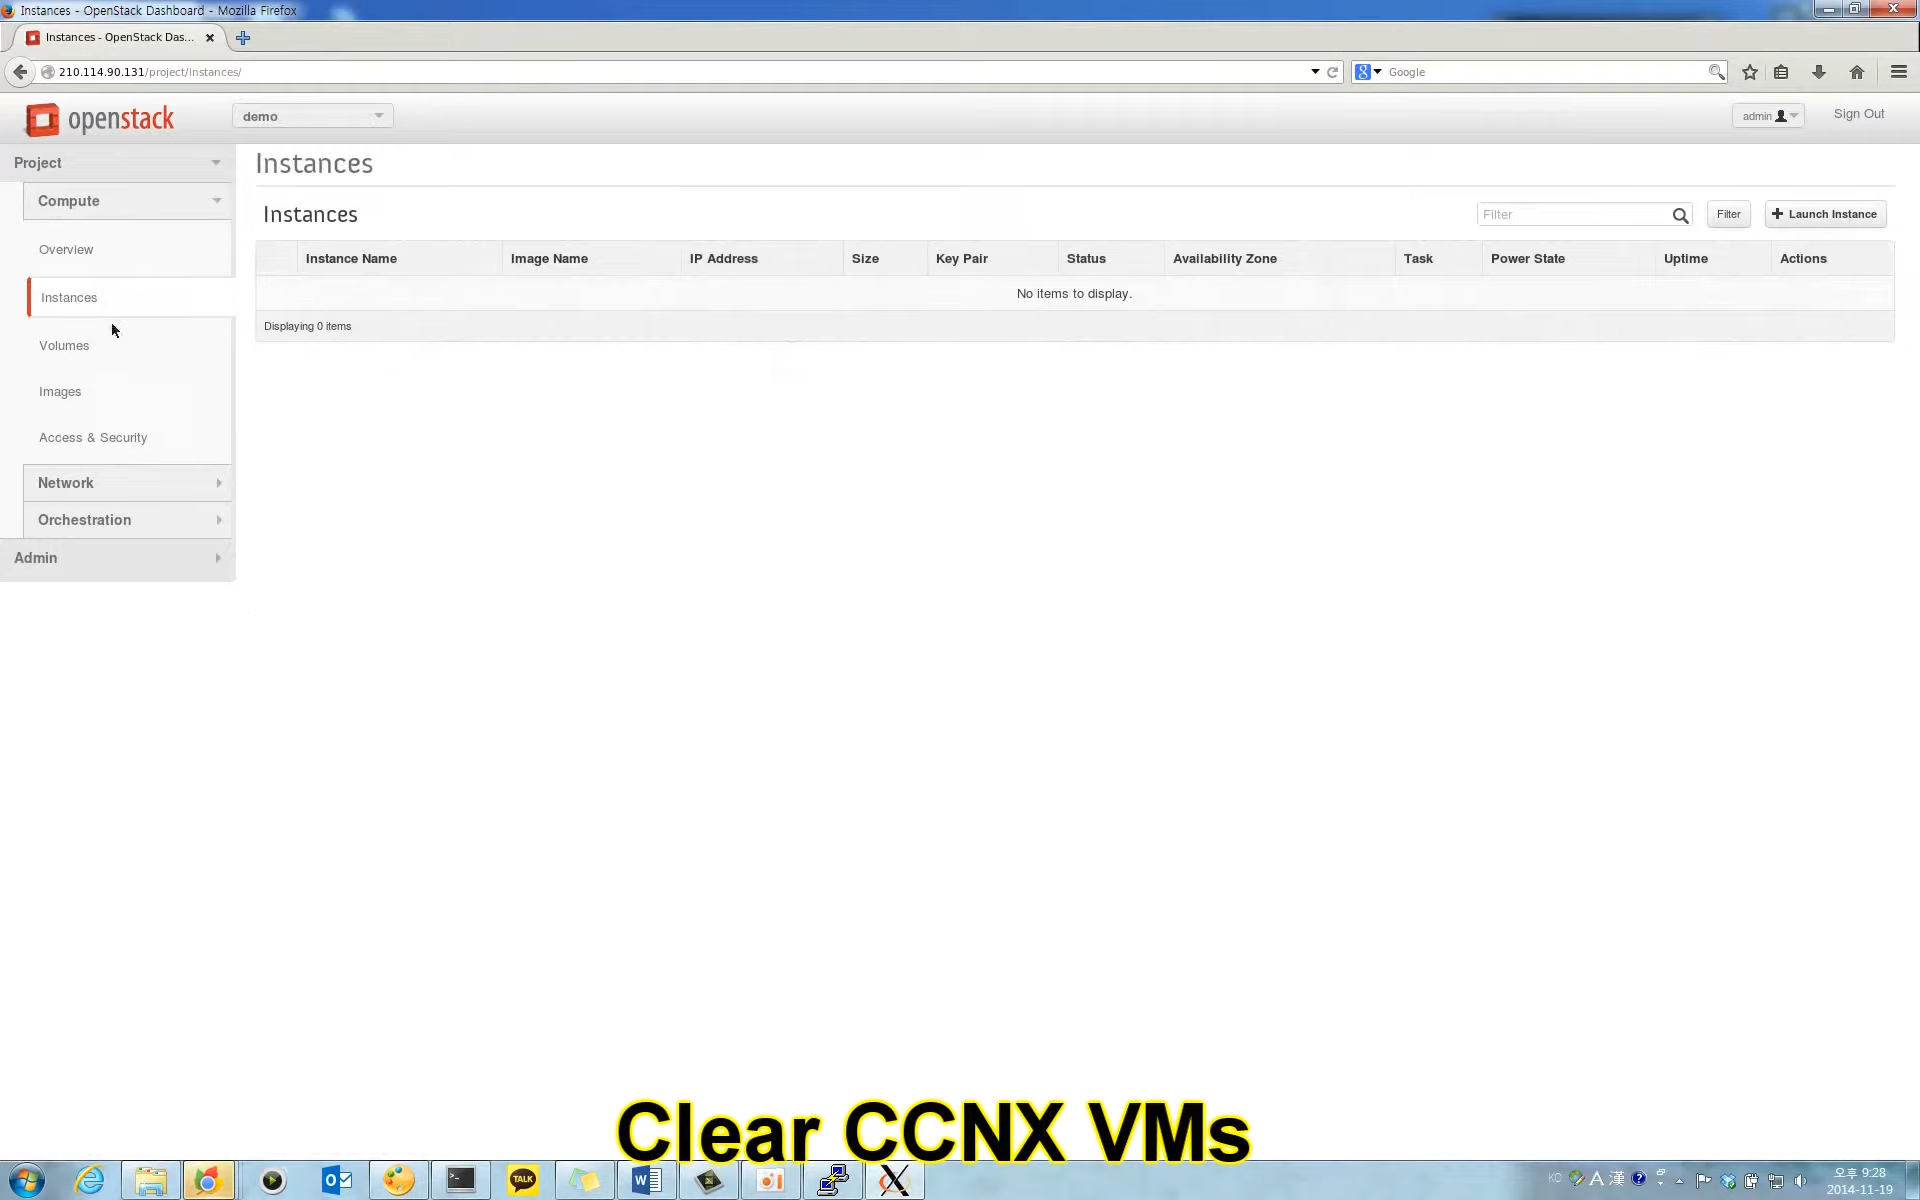 Instances - OpenStack Dashboard - Mozilla Firefox
Instances - OpenStack Das...
210.114.90.131/project/instances/
Google
openstack
demo
admin
Sign Out
Project
Compute
Overview
Instances
Volumes
Images
Access & Security
Network
Orchestration
Admin
Instances
Instances
Filter
Filter
Launch Instance
Instance Name Image Name IP Address Size Key Pair Status Availability Zone Task Power State Uptime Actions
No items to display.
Displaying 0 items
Clear CCNX VMs
TALK
A 漢
오후 9:28
2014-11-19